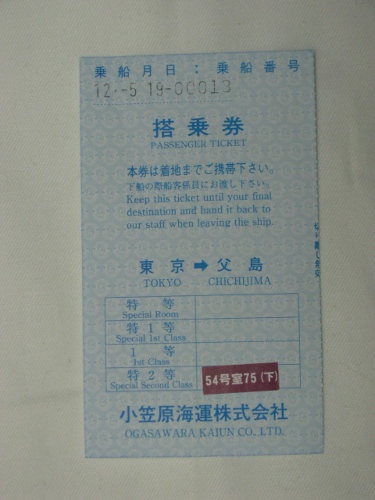 乗船月日：乗船番号
12.-5 19-00013
搭乗券
PASSENGER TICKET
本券は着地までご携帯下さい。
下船の際船客係員にお渡し下さい。
Keep this ticket until your final
destination and hand it back to
our staff when leaving the ship.
東京➡父島
TOKYO CHICHIJIMA
特等
Special Room
特1等
Special 1st Class
1等
1st Class
特2等
Special Second Class
54号室75(下)
小笠原海運株式会社
OGASAWARA KAIUN CO., LTD.